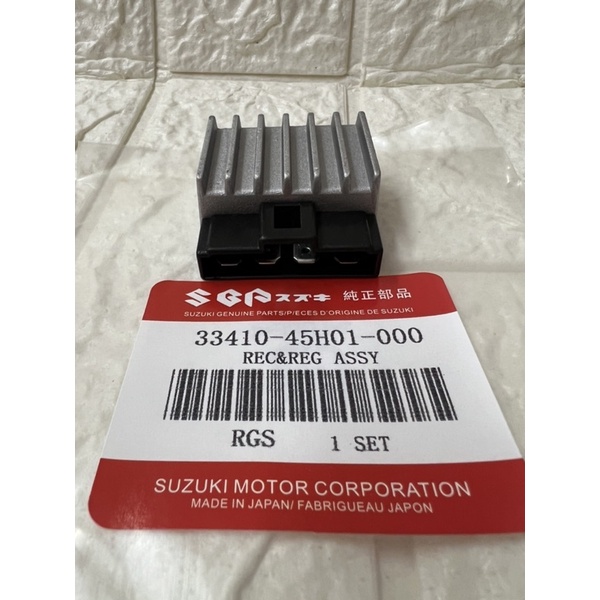 SGP スズキ 純正部品
SUZUKI GENUINE PARTS/PIECES D'ORIGINE DE SUZUKI
33410-45H01-000
REC&REG ASSY
RGS 1 SET
SUZUKI MOTOR CORPORATION
MADE IN JAPAN/ FABRIGUEAU JAPON